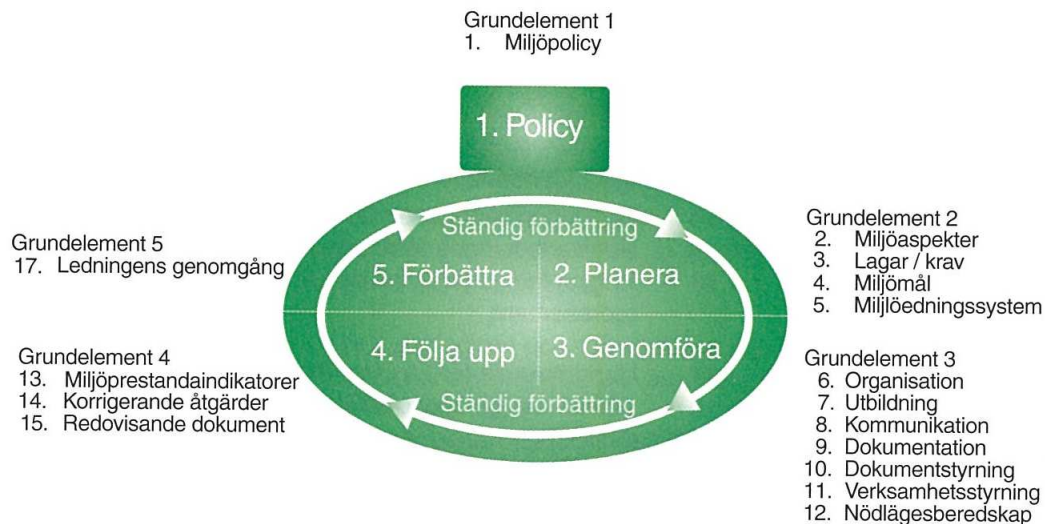 Grundelement 1
1. Miljöpolicy
1. Policy
Ständig förbättring
5. Förbättra
2. Planera
4. Följa upp
3. Genomföra
Ständig förbättring
Grundelement 2
2. Miljöaspekter
3. Lagar / krav
4. Miljömål
5. Miljlöedningssystem
Grundelement 3
6. Organisation
7. Utbildning
8. Kommunikation
9. Dokumentation
10. Dokumentstyrning
11. Verksamhetsstyrning
12. Nödlägesberedskap
Grundelement 4
13. Miljöprestandaindikatorer
14. Korrigerande åtgärder
15. Redovisande dokument
Grundelement 5
17. Ledningens genomgång